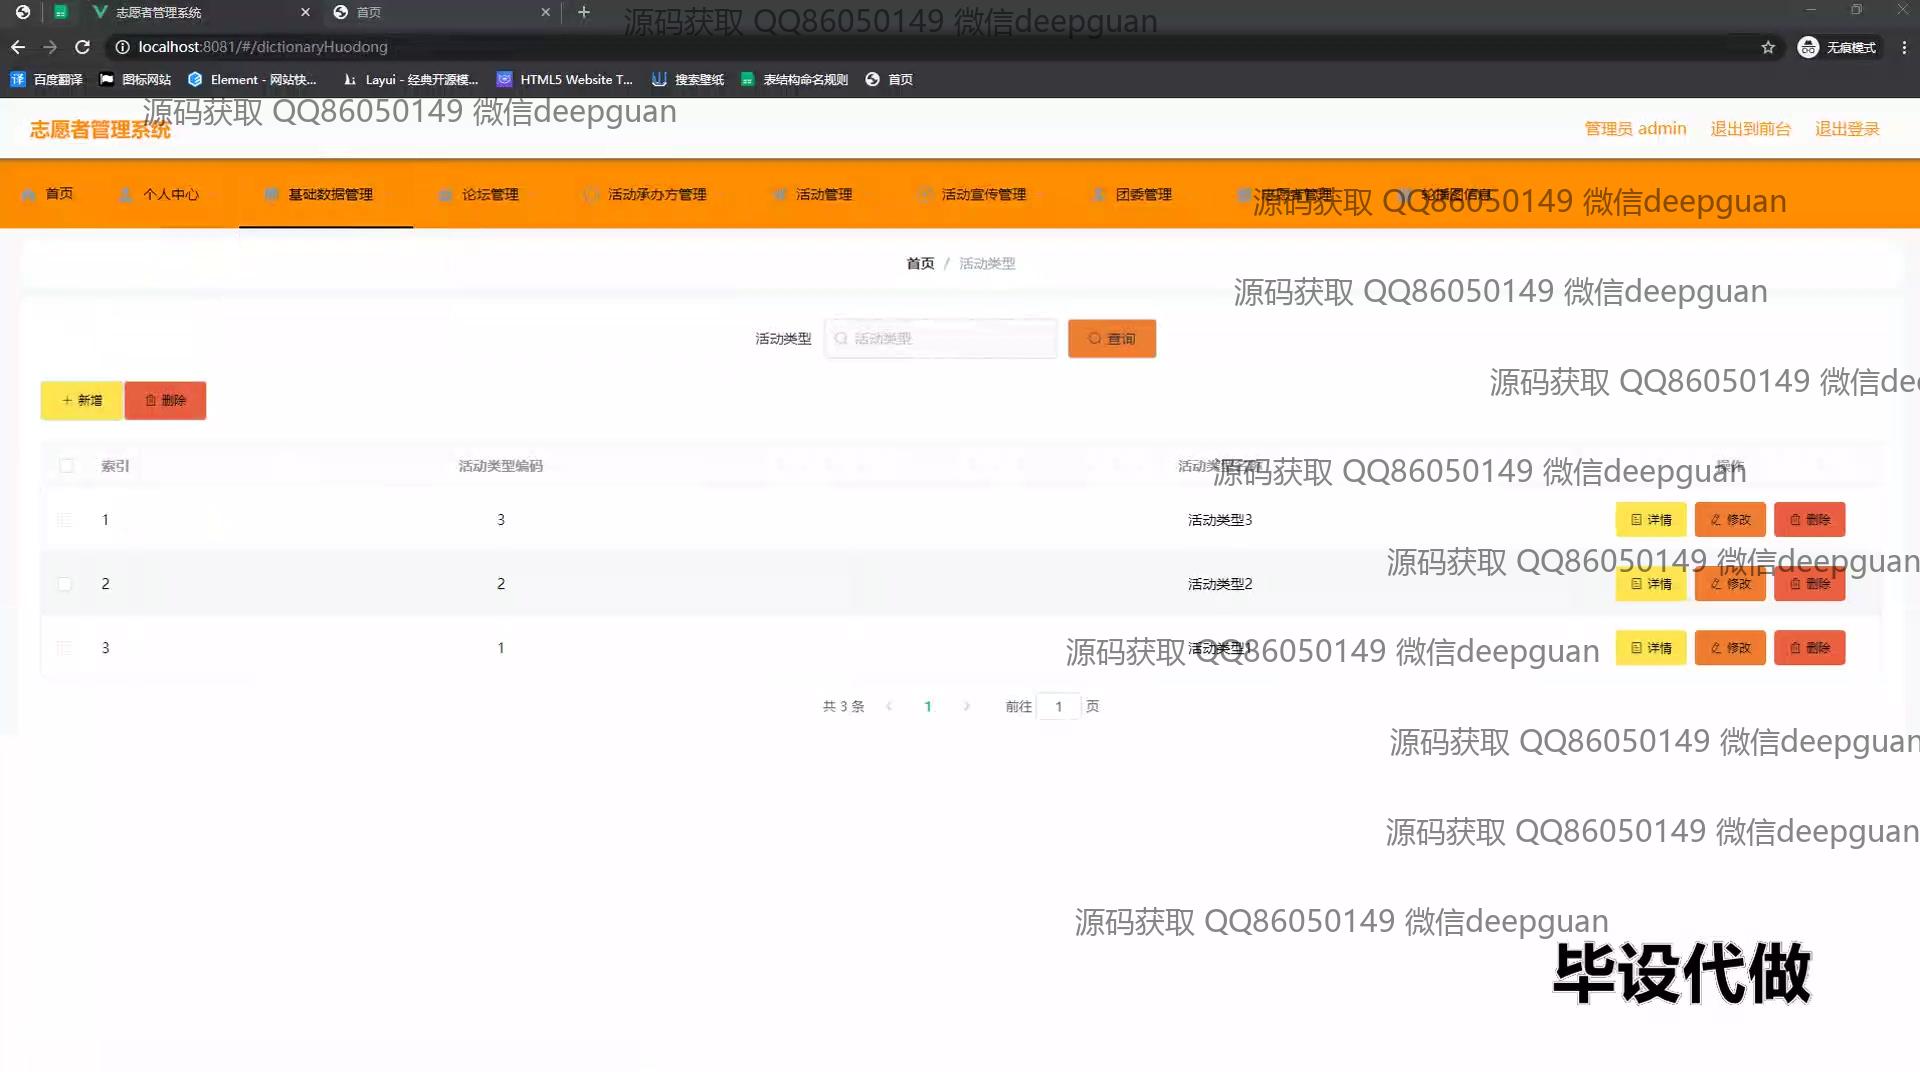 志愿者管理系统
首页
源码获取 QQ86050149 微信deepguan
localhost:8081/#/dictionaryHuodong
无痕模式
百度翻译
图标网站
Element - 网站快...
Layui - 经典开源模...
HTML5 Website T...
搜索壁纸
表结构命名规则
首页
源码获取 QQ86050149 微信deepguan
志愿者管理系统
管理员 admin
退出到前台
退出登录
首页
个人中心
基础数据管理
论坛管理
活动承办方管理
活动管理
活动宣传管理
团委管理
志愿者管理
轮播图信息
源码获取 QQ86050149 微信deepguan
首页 / 活动类型
源码获取 QQ86050149 微信deepguan
活动类型
活动类型
查询
源码获取 QQ86050149 微信dee
新增
删除
索引
活动类型编码
活动类型名称
操作
源码获取 QQ86050149 微信deepguan
1 3 活动类型3 详情 修改 删除
源码获取 QQ86050149 微信deepguan
2 2 活动类型2 详情 修改 删除
3 1 活动类型1 详情 修改 删除
源码获取 QQ86050149 微信deepguan
共 3 条 1 前往 1 页
源码获取 QQ86050149 微信deepguan
源码获取 QQ86050149 微信deepguan
源码获取 QQ86050149 微信deepguan
毕设代做